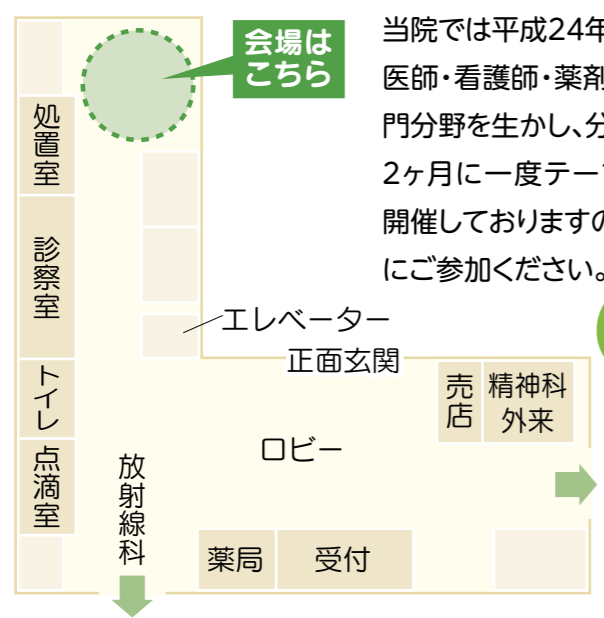 会場は
こちら
当院では平成24年
医師・看護師・薬剤
門分野を生かし、分
2ヶ月に一度テー
開催しておりますの
にご参加ください。
処置室
診察室
トイレ
点滴室
放射線科
エレベーター
正面玄関
ロビー
売店
精神科
外来
薬局
受付